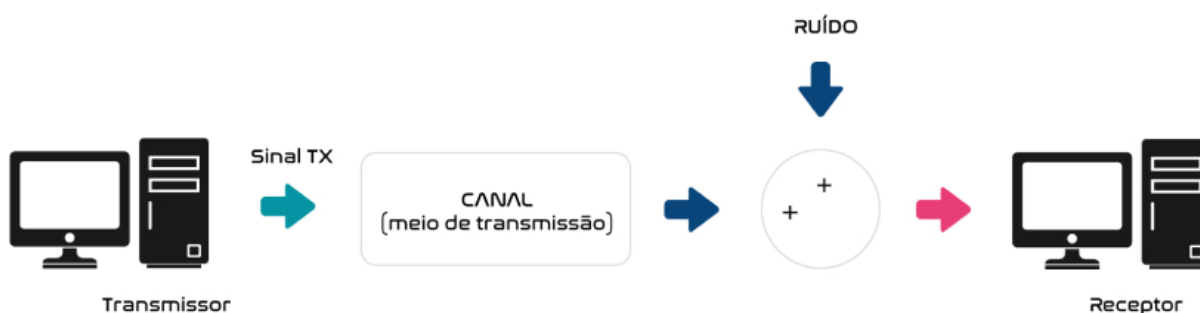 RUÍDO
Sinal TX
CANAL
(meio de transmissão)
+
+
Transmissor
Receptor